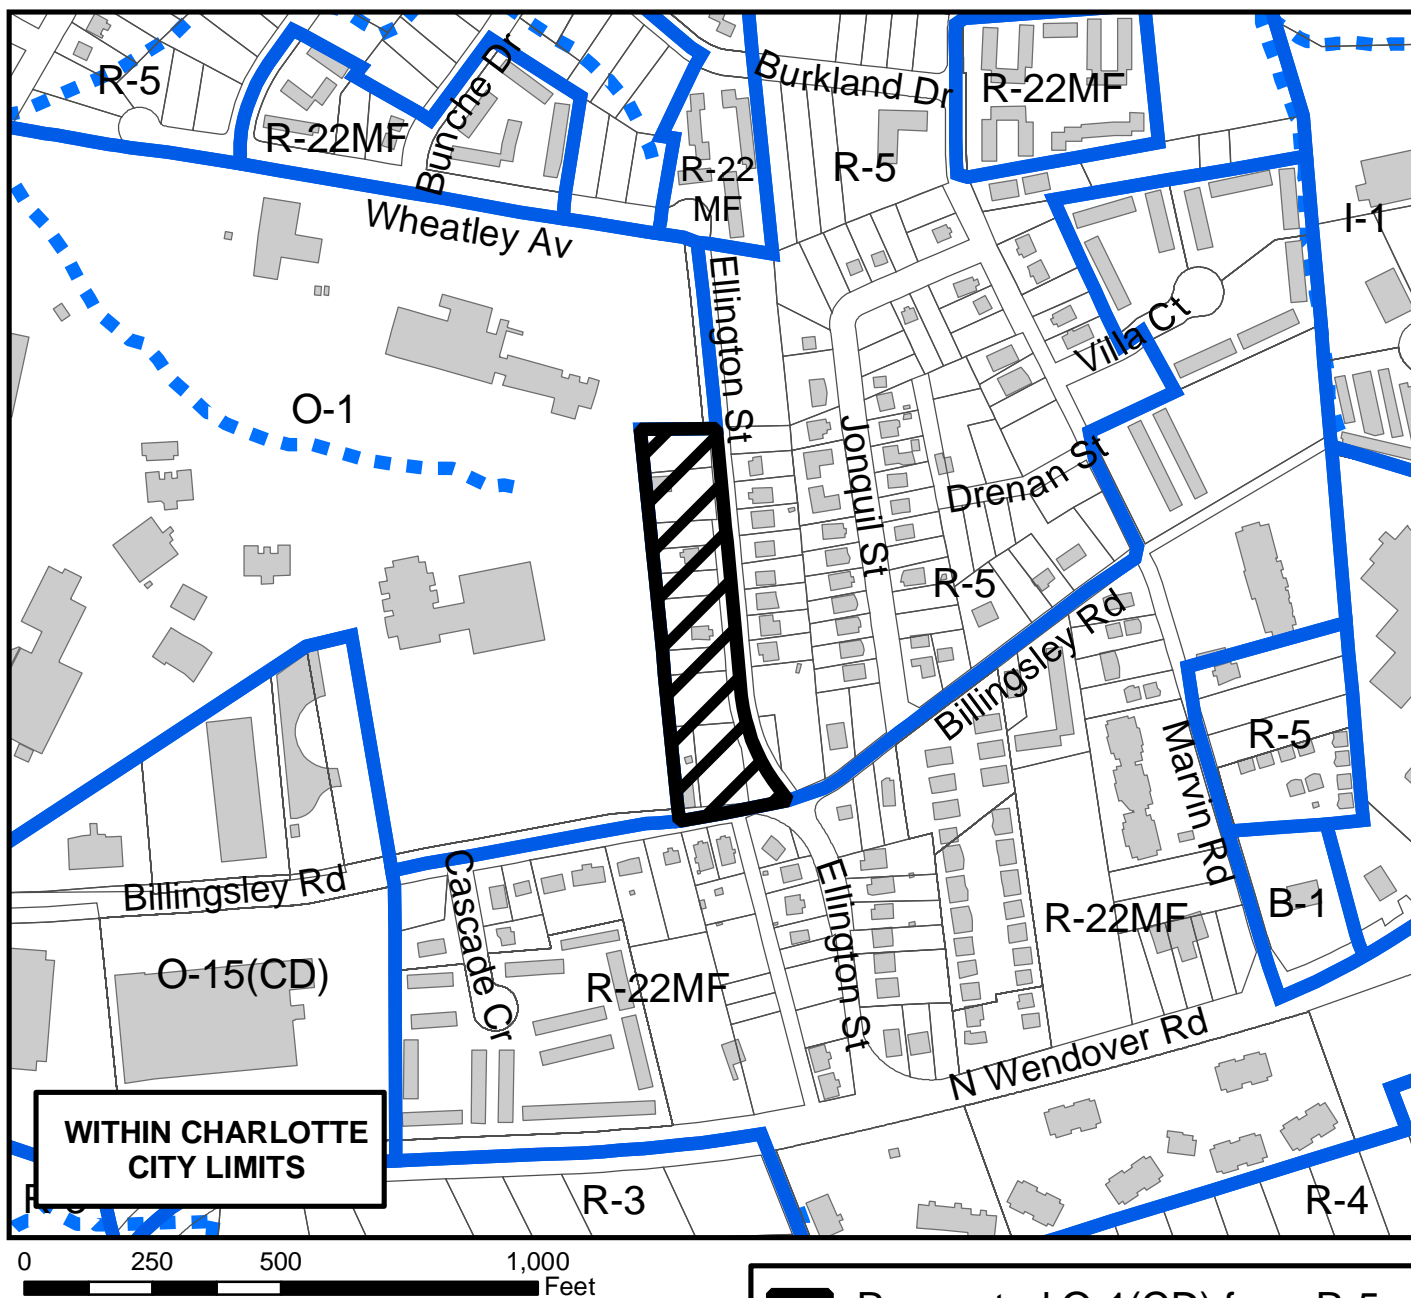 R-5
R-22MF
Bunche Dr
Burkland Dr
R-22MF
R-22
MF
R-5
I-1
Wheatley Av
Ellington St
Villa Ct
O-1
Jonquil St
Drenan St
R-5
Billingsley Rd
Marvin Rd
R-5
Billingsley Rd
Cascade Cr
Ellington St
R-22MF
B-1
O-15(CD)
R-22MF
N Wendover Rd
WITHIN CHARLOTTE
CITY LIMITS
R-3
R-4
0 250 500 1,000
Feet